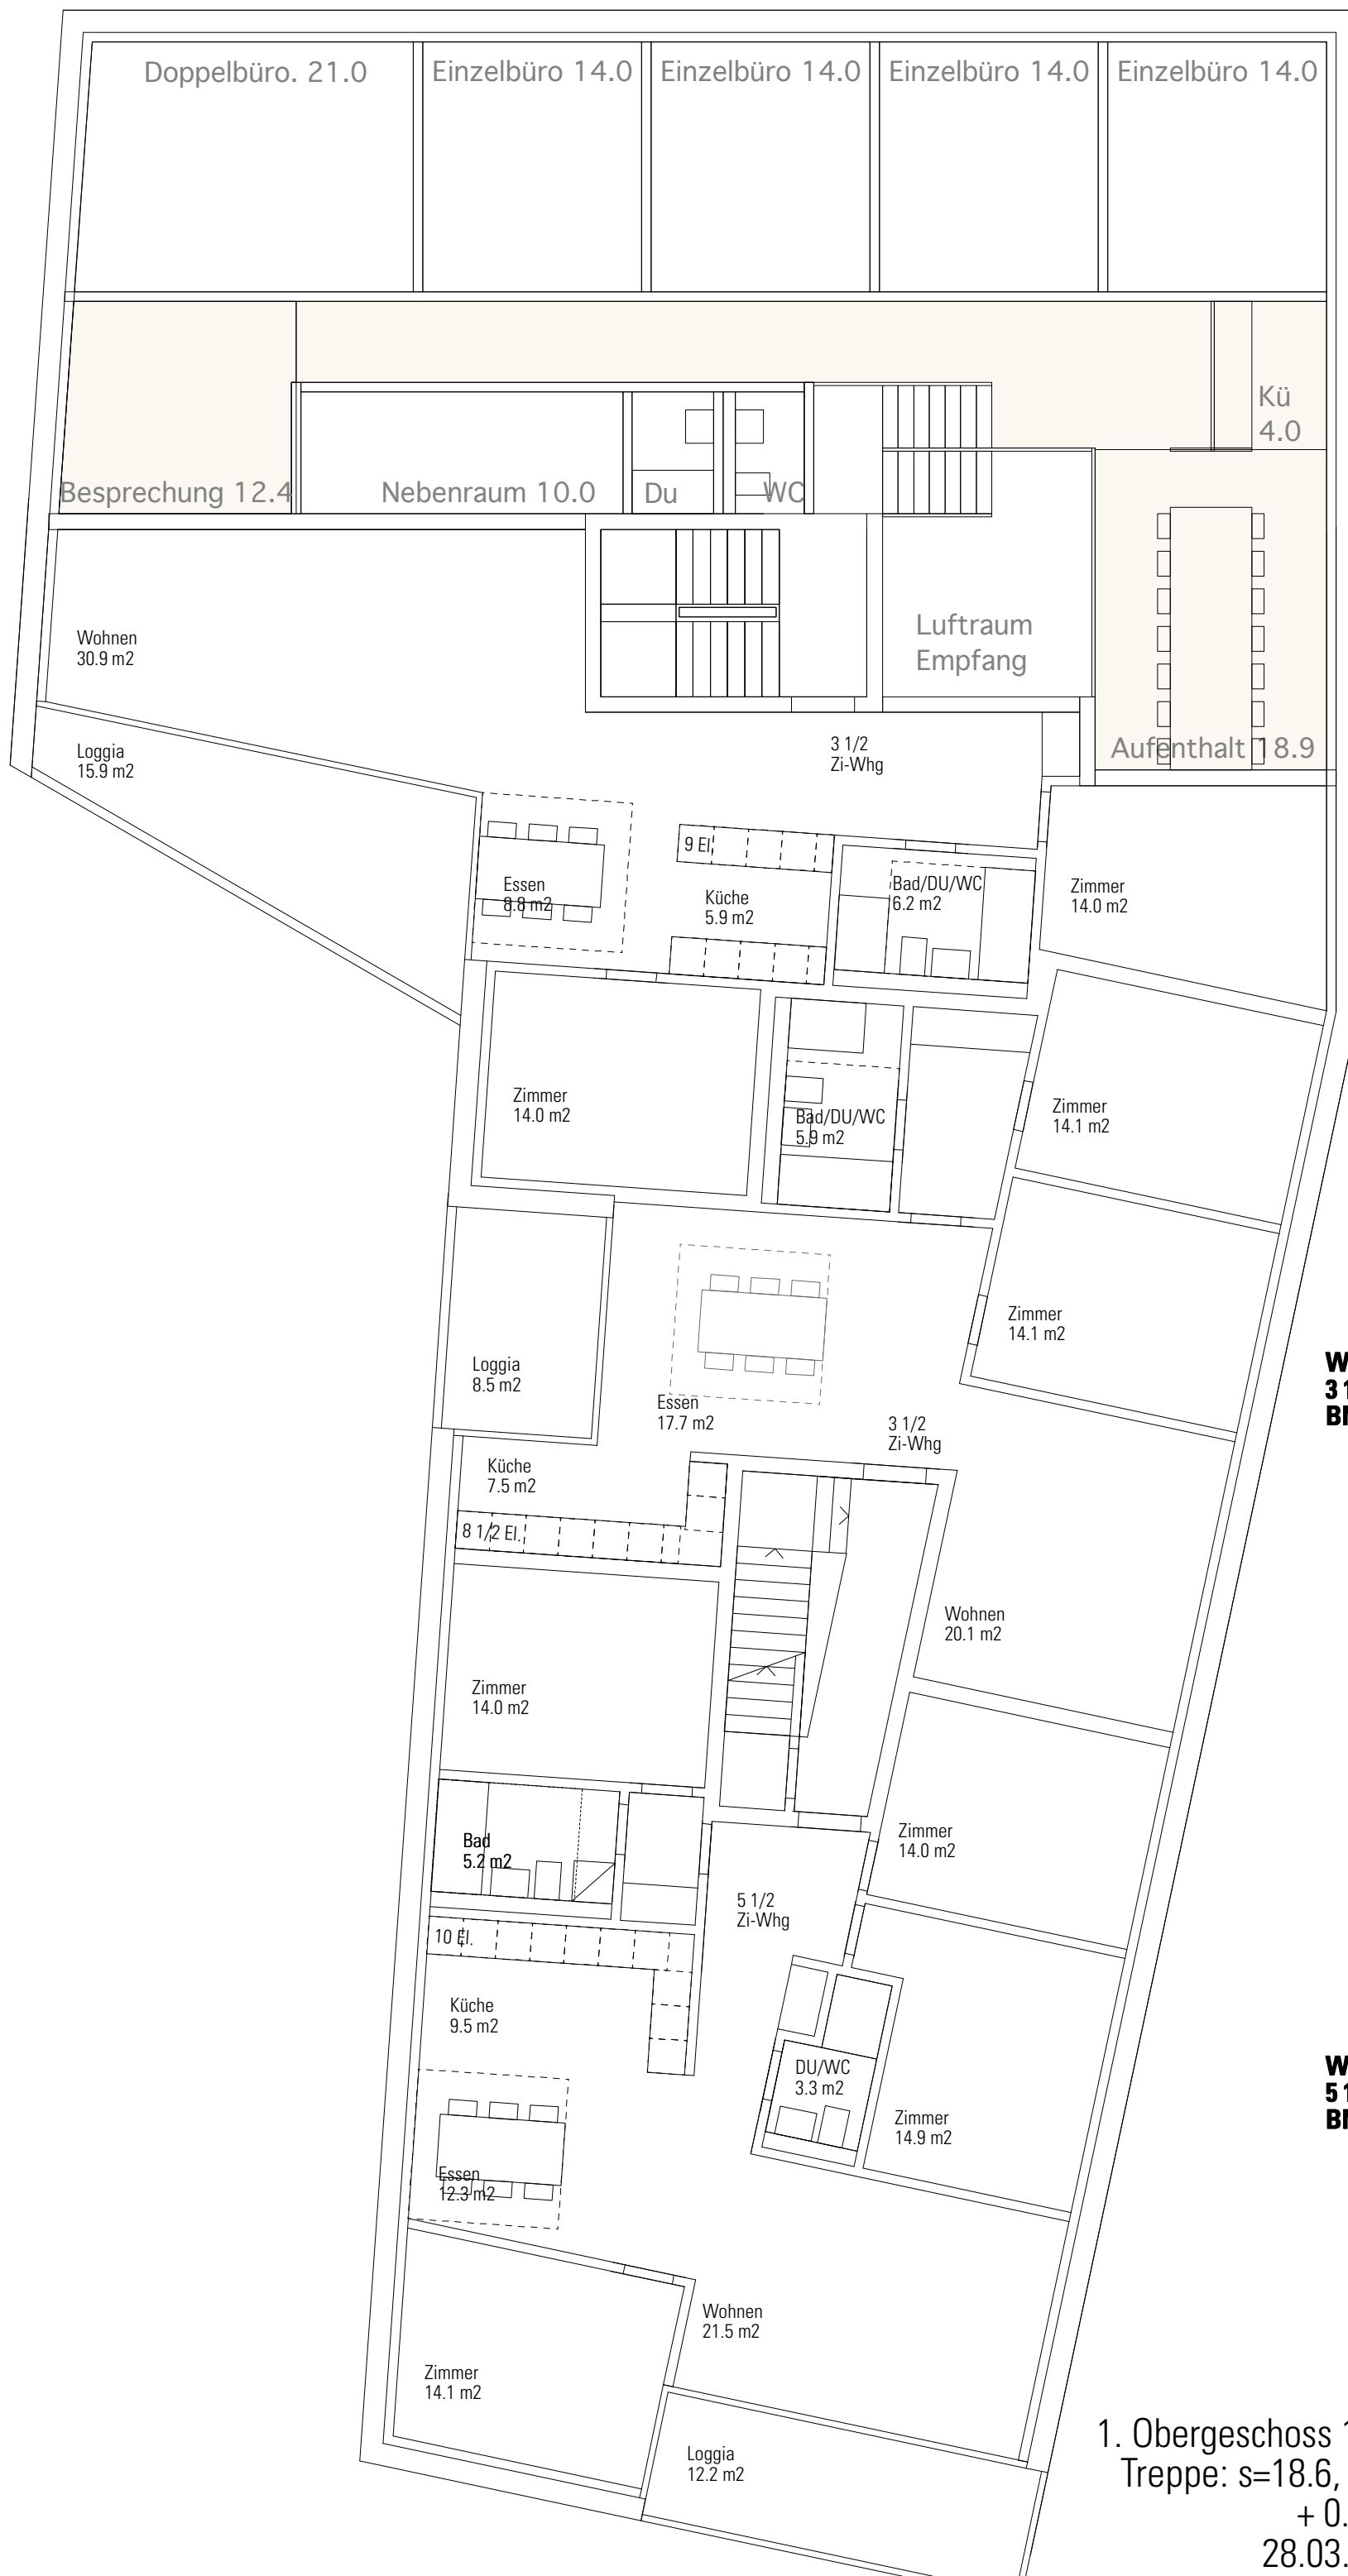 Doppelbüro. 21.0
Einzelbüro 14.0
Einzelbüro 14.0
Einzelbüro 14.0
Einzelbüro 14.0
Kü
4.0
Besprechung 12.4
Nebenraum 10.0
Du
WC
Luftraum
Empfang
Wohnen
30.9 m2
Loggia
15.9 m2
3 1/2
Zi-Whg
Aufenthalt 18.9
9 El.
Essen
8.8 m2
Küche
5.9 m2
Bad/DU/WC
6.2 m2
Zimmer
14.0 m2
Zimmer
14.0 m2
Bad/DU/WC
5.9 m2
Zimmer
14.1 m2
Zimmer
14.1 m2
Loggia
8.5 m2
Essen
17.7 m2
3 1/2
Zi-Whg
W
3 1
Küche
7.5 m2
8 1/2 El.
Wohnen
20.1 m2
Zimmer
14.0 m2
Zimmer
14.0 m2
Bad
5.2 m2
5 1/2
Zi-Whg
10 El.
Küche
9.5 m2
DU/WC
3.3 m2
W
5 1
Zimmer
14.9 m2
Essen
12.3 m2
Wohnen
21.5 m2
Zimmer
14.1 m2
Loggia
12.2 m2
1. Obergeschoss 1
Treppe: s=18.6,
+ 0.
28.03.